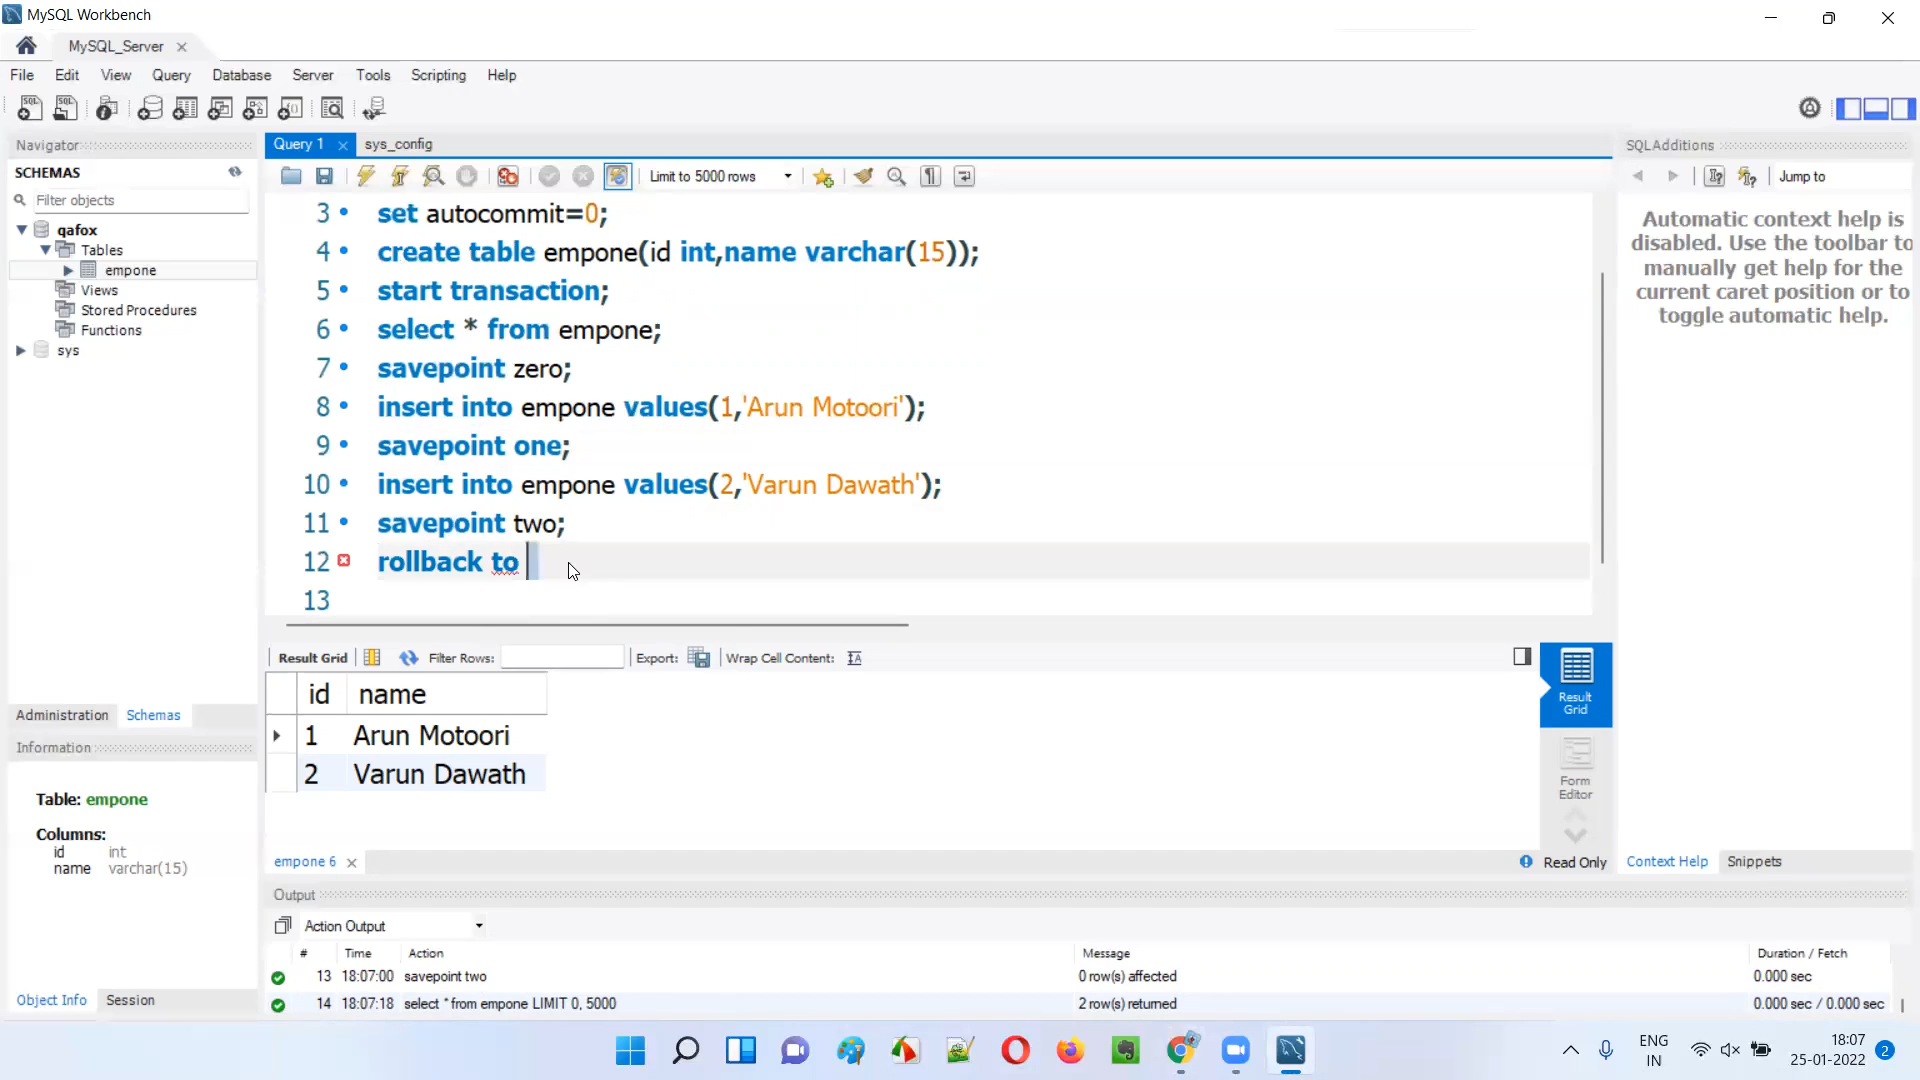 MySQL Workbench
MySQL_Server
File Edit View Query Database Server Tools Scripting Help
Navigator
SCHEMAS
Filter objects
qafox
Tables
empone
Views
Stored Procedures
Functions
sys
Administration Schemas
Information
Table: empone
Columns:
id int
name varchar(15)
Object Info Session
Query 1 sys_config
Limit to 5000 rows
3 set autocommit=0;
4 create table empone(id int,name varchar(15));
5 start transaction;
6 select * from empone;
7 savepoint zero;
8 insert into empone values(1,'Arun Motoori');
9 savepoint one;
10 insert into empone values(2,'Varun Dawath');
11 savepoint two;
12 rollback to
13
Result Grid Filter Rows: Export: Wrap Cell Content:
id name
1 Arun Motoori
2 Varun Dawath
Result
Grid
Form
Editor
empone 6 Read Only
Output
Action Output
# Time Action Message Duration / Fetch
13 18:07:00 savepoint two 0 row(s) affected 0.000 sec
14 18:07:18 select * from empone LIMIT 0, 5000 2 row(s) returned 0.000 sec / 0.000 sec
SQLAdditions
Jump to
Automatic context help is
disabled. Use the toolbar to
manually get help for the
current caret position or to
toggle automatic help.
Context Help Snippets
ENG
IN
18:07
25-01-2022
2